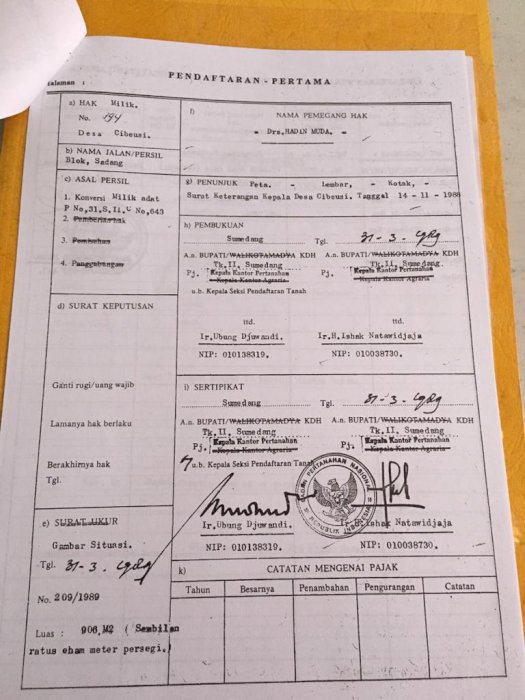 PENDAFTARAN - PERTAMA
alaman :
a) HAK Milik.
No. 194
Desa Cibeusi.
b) NAMA JALAN/PERSIL
Blok, Sadang
c) ASAL PERSIL
1. Konversi Milik adat
P No,31,S,II, C No,643
2. Pemberian hak
3. Pemisahan
4. Penggabungan
d) SURAT KEPUTUSAN
Ganti rugi/uang wajib
Lamanya hak berlaku
Berakhirnya hak
Tgl.
e) SURAT UKUR
Gambar Situasi.
Tgl. 31-3-1989
No. 209/1989
Luas : 906,M2 ( Sembilan
ratus enam meter persegi.)
f) NAMA PEMEGANG HAK
= Drs.HADIN MUDA. =
g) PENUNJUK Peta. - Lembar, - Kotak, -
Surat Keterangan Kepala Desa Cibeusi. Tanggal 14 - 11 - 1988
h) PEMBUKUAN
Sumedang Tgl. 31-3-1989
A.n. BUPATI/WALIKOTAMADYA KDH A.n. BUPATI/WALIKOTAMADYA KDH
Tk.II. Sumedang Tk.II. Sumedang.
Pj. Kepala Kantor Pertanahan Pj. Kepala Kantor Pertanahan
Kepala Kantor Agraria Kepala Kantor Agraria
u.b. Kepala Seksi Pendaftaran Tanah
ttd. ttd.
Ir.Ubung Djuwandi. Ir.H.Ishak Natawidjaja
NIP: 010138319. NIP: 010038730.
i) SERTIPIKAT
Sumedang Tgl. 31-3-1989
A.n. BUPATI/WALIKOTAMADYA KDH A.n. BUPATI/WALIKOTAMADYA KDH
Tk.II. Sumedang Tk.II. Sumedang
Pj. Kepala Kantor Pertanahan Pj. Kepala Kantor Pertanahan
Kepala Kantor Agraria Kepala Kantor Agraria
u.b. Kepala Seksi Pendaftaran Tanah
BADAN PERTANAHAN NASIONAL
REPUBLIK INDONESIA
Ir.Ubung Djuwandi. Ir.H.Ishak Natawidjaja
NIP: 010138319. NIP: 010038730.
k) CATATAN MENGENAI PAJAK
Tahun Besarnya Penambahan Pengurangan Catatan